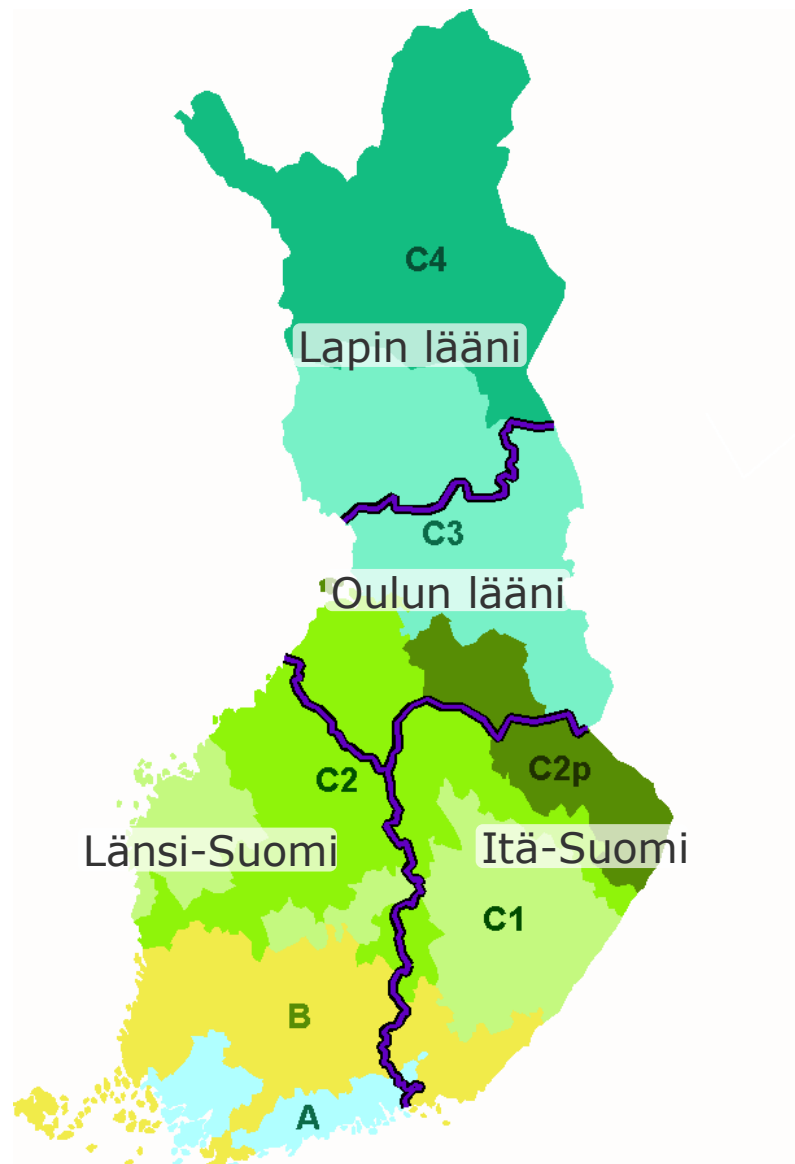 C4
Lapin lääni
C3
Oulun lääni
C2
C2p
Länsi-Suomi
Itä-Suomi
C1
B
A